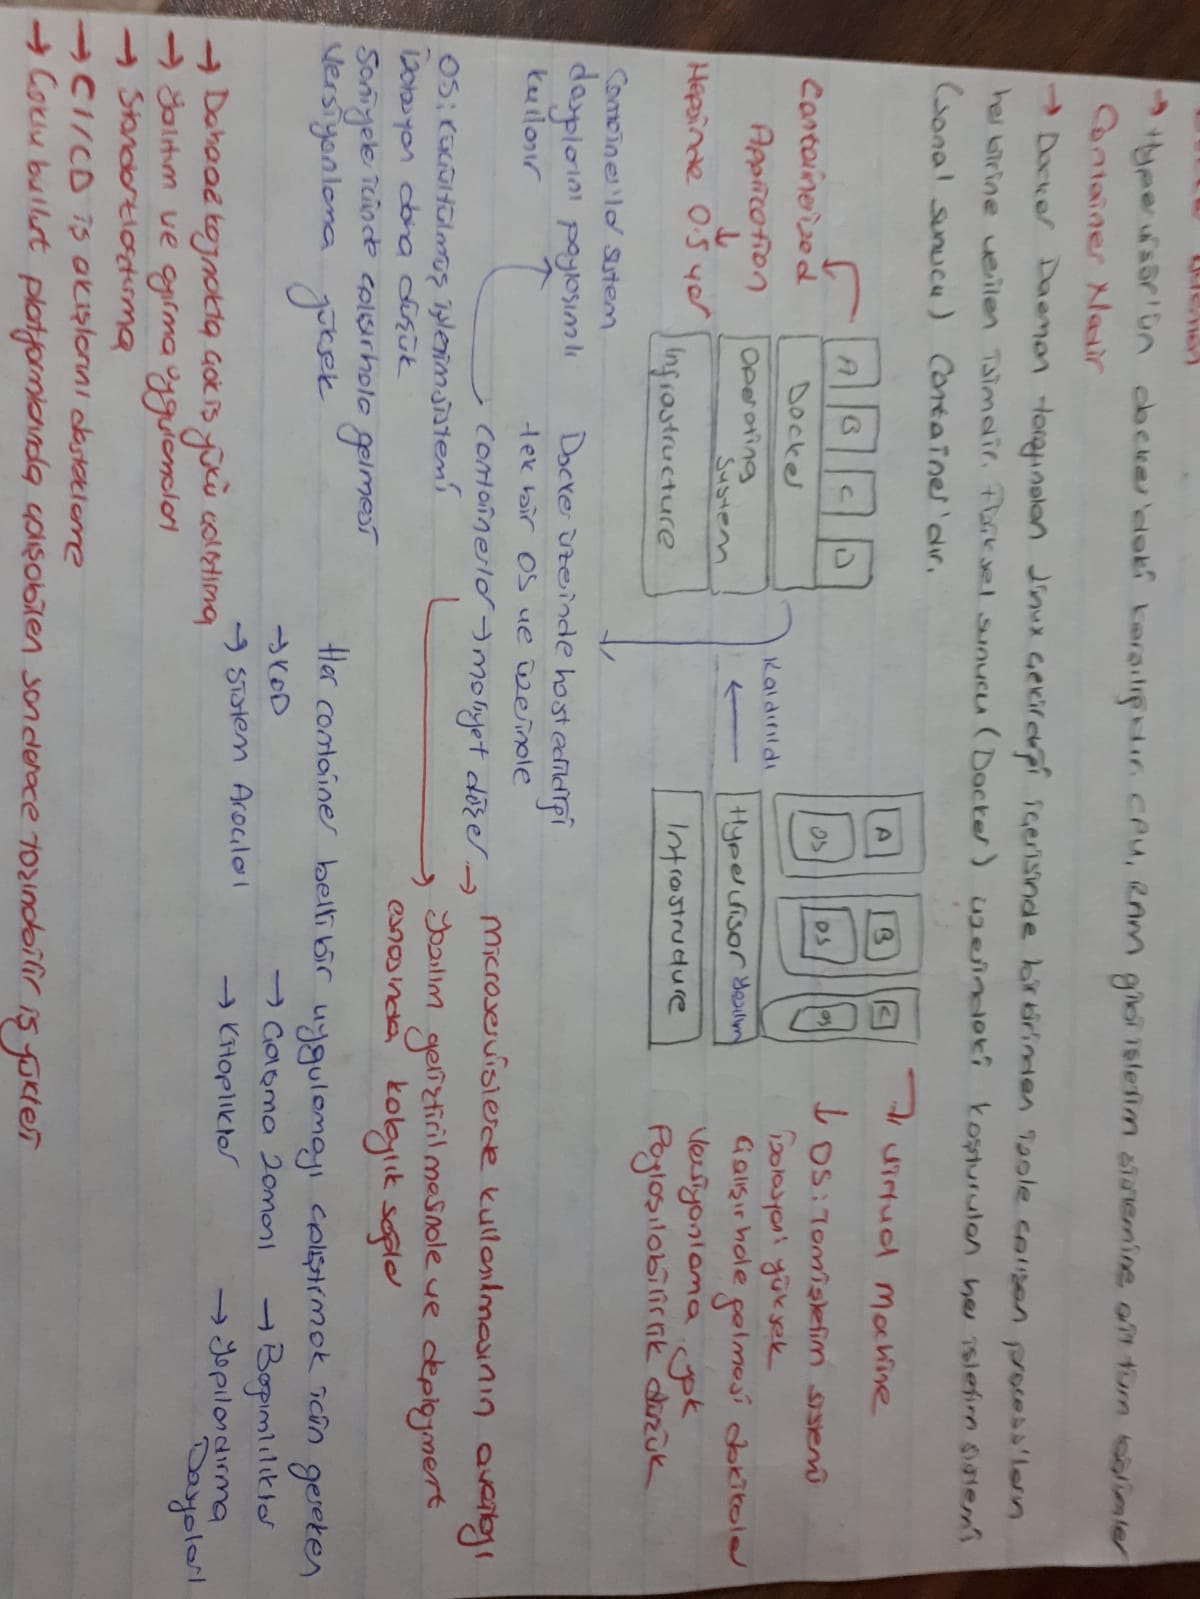 Docker Daemon
→ Hypervisör'ün docker'daki karşılığıdır. CPU, RAM gibi işletim sistemine ait tüm bölümler
Container Nedir
→ Docker Daemon tarafından Linux çekirdeği içerisinde birbirinden izole çalışan process'lerin
her birine verilen isimdir. Fiziksel sunucu (Docker) üzerindeki koşturulan her işletim sistemi
(sanal sunucu) Container'dır.
A B C D
Docker
Operating
System
Infrastructure
Containerized
Application
Hepsinde 0.5 yer
Kaldırıldı
A B C
OS OS OS
Hypervisor Yazılım
Infrastructure
Virtual Machine
OS: Tam işletim sistemi
İzolasyon: yüksek
Çalışır hale gelmesi dakikalar
Versiyonlama yok
Paylaşılabilirlik düşük
Container'lar sistem
dosyalarını paylaşımlı
kullanır
Docker üzerinde host edildiği
tek bir OS ve üzerinde
containerlar → maliyet düşer →
Microservislerde kullanılmasının avantajı
Yazılım geliştirilmesinde ve deployment
esnasında kolaylık sağlar
OS: Küçültülmüş işletim sistemi
İzolasyon daha düşük
Saniyeler içinde çalışır hale gelmesi
Versiyonlama yüksek
Her container belli bir uygulamayı çalıştırmak için gereken
→ KOD → Çalışma zamanı → Bağımlılıklar
→ Sistem Araçları → Kitaplıklar → Yapılandırma
Dosyaları
→ Daha az kaynakta çok iş yükü çalıştırma
→ Yalıtım ve ayırma uygulamaları
→ Standartlaştırma
→ CI/CD iş akışlarını destekleme
→ Çoklu bulut platformlarında çalışabilen son derece taşınabilir iş yükleri